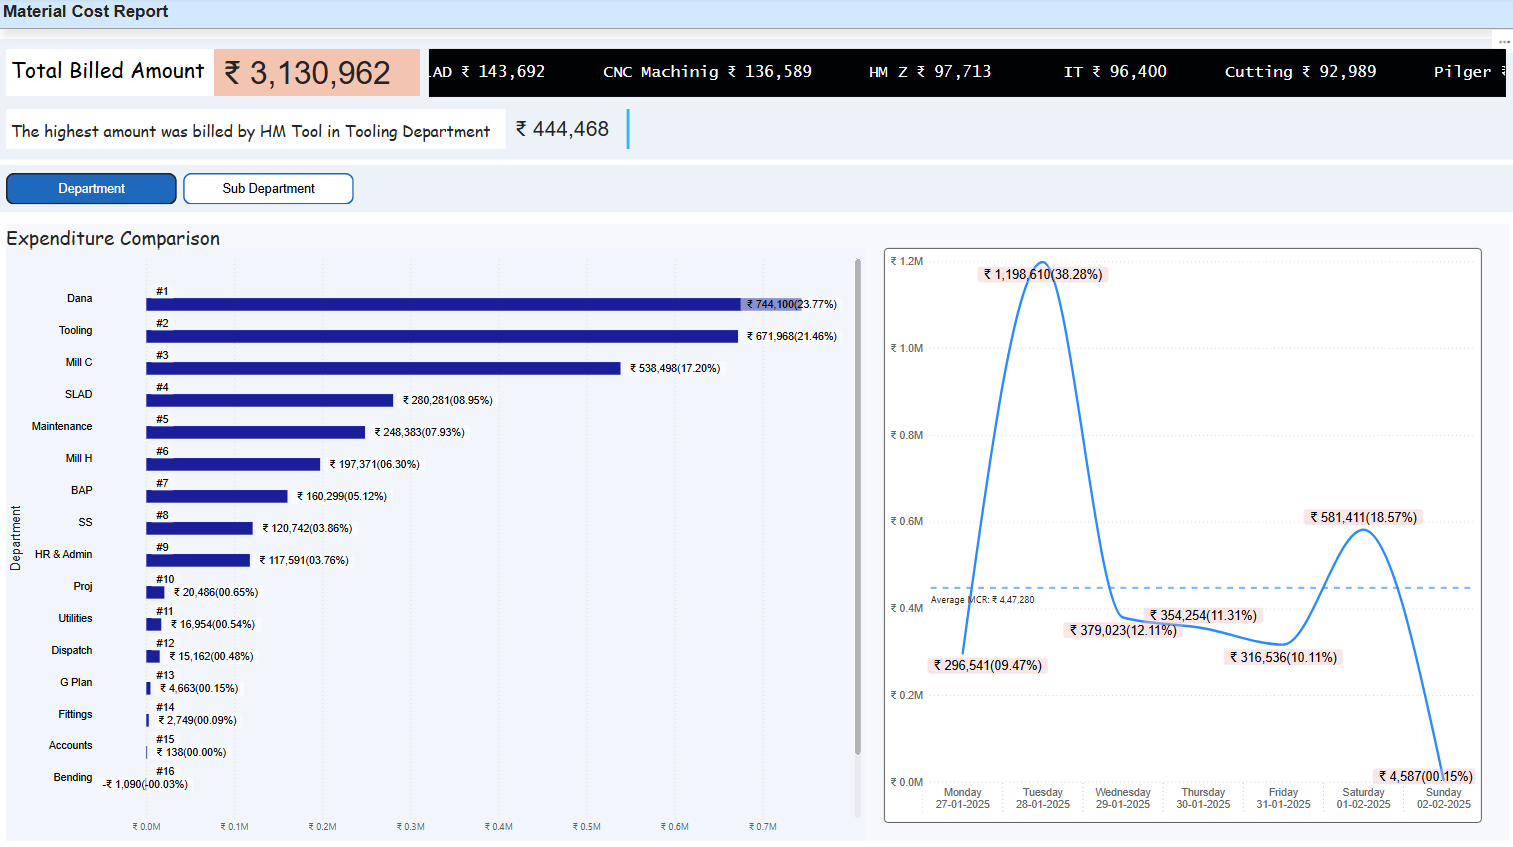 Material Cost Report
Total Billed Amount
₹ 3,130,962
LAD ₹ 143,692 CNC Machinig ₹ 136,589 HM Z ₹ 97,713 IT ₹ 96,400 Cutting ₹ 92,989 Pilger ₹
The highest amount was billed by HM Tool in Tooling Department
₹ 444,468
Department
Sub Department
Expenditure Comparison
Department
Dana #1 ₹ 744,100(23.77%)
Tooling #2 ₹ 671,968(21.46%)
Mill C #3 ₹ 538,498(17.20%)
SLAD #4 ₹ 280,281(08.95%)
Maintenance #5 ₹ 248,383(07.93%)
Mill H #6 ₹ 197,371(06.30%)
BAP #7 ₹ 160,299(05.12%)
SS #8 ₹ 120,742(03.86%)
HR & Admin #9 ₹ 117,591(03.76%)
Proj #10 ₹ 20,486(00.65%)
Utilities #11 ₹ 16,954(00.54%)
Dispatch #12 ₹ 15,162(00.48%)
G Plan #13 ₹ 4,663(00.15%)
Fittings #14 ₹ 2,749(00.09%)
Accounts #15 ₹ 138(00.00%)
Bending #16 -₹ 1,090(-00.03%)
₹ 0.0M ₹ 0.1M ₹ 0.2M ₹ 0.3M ₹ 0.4M ₹ 0.5M ₹ 0.6M ₹ 0.7M
₹ 1.2M
₹ 1.0M
₹ 0.8M
₹ 0.6M
₹ 0.4M
₹ 0.2M
₹ 0.0M
₹ 1,198,610(38.28%)
₹ 581,411(18.57%)
Average MCR: ₹ 4,47,280
₹ 354,254(11.31%)
₹ 379,023(12.11%)
₹ 316,536(10.11%)
₹ 296,541(09.47%)
₹ 4,587(00.15%)
Monday Tuesday Wednesday Thursday Friday Saturday Sunday
27-01-2025 28-01-2025 29-01-2025 30-01-2025 31-01-2025 01-02-2025 02-02-2025